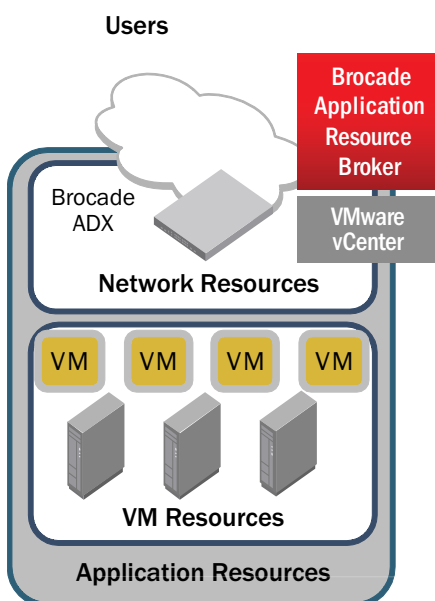 Users
Brocade
Application
Resource
Broker
Brocade
ADX
VMware
vCenter
Network Resources
VM VM VM VM
VM Resources
Application Resources